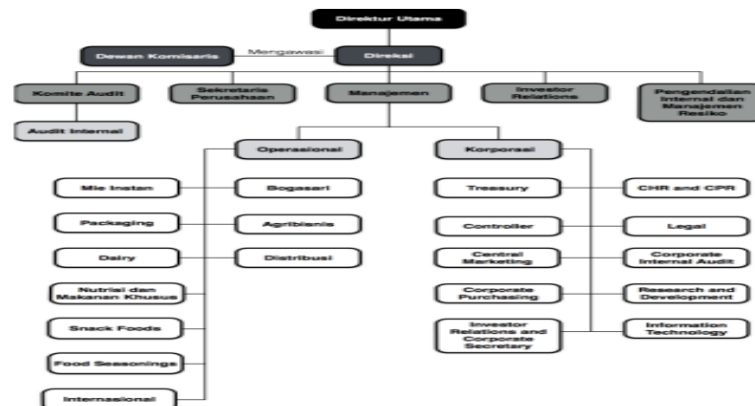 Direktur Utama
Dewan Komisaris
Mengawasi
Direksi
Komite Audit
Sekretaris
Perusahaan
Manajemen
Investor
Relations
Pengendalian
Internal dan
Manajemen
Resiko
Audit Internal
Operasional
Korporasi
Mie Instan
Bogasari
Treasury
CHR and CPR
Packaging
Agribisnis
Controller
Legal
Dairy
Distribusi
Central
Marketing
Corporate
Internal Audit
Nutrisi dan
Makanan Khusus
Corporate
Purchasing
Research and
Development
Snack Foods
Investor
Relations and
Corporate
Secretary
Information
Technology
Food Seasonings
Internasional